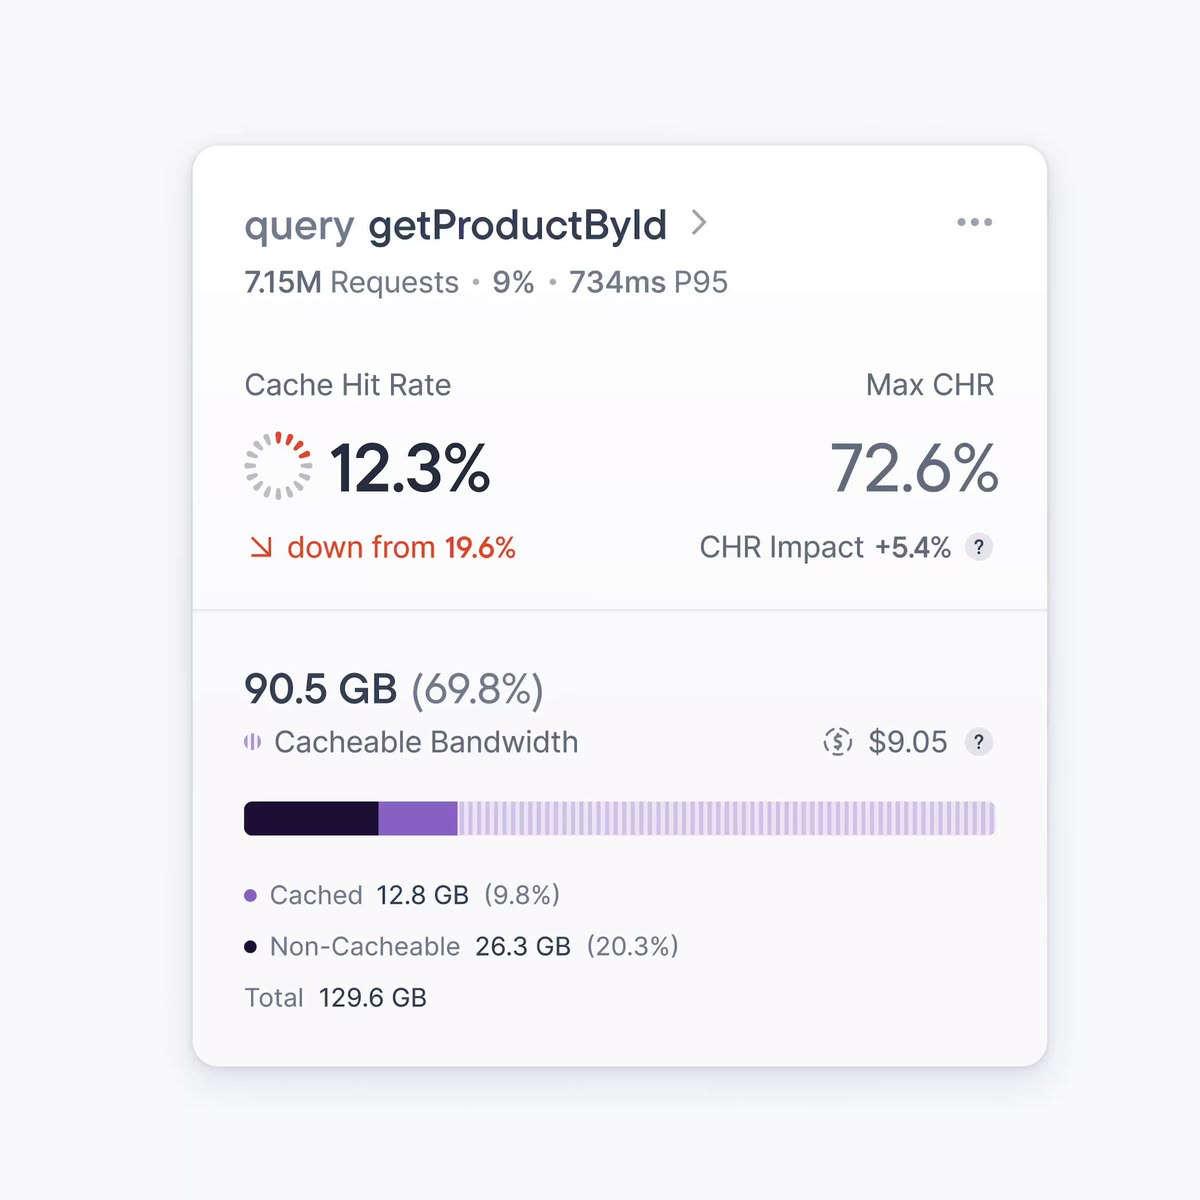 query getProductById
7.15M Requests • 9% • 734ms P95
Cache Hit Rate
Max CHR
12.3%
72.6%
down from 19.6%
CHR Impact +5.4% ?
90.5 GB (69.8%)
Cacheable Bandwidth
$9.05 ?
Cached 12.8 GB (9.8%)
Non-Cacheable 26.3 GB (20.3%)
Total 129.6 GB